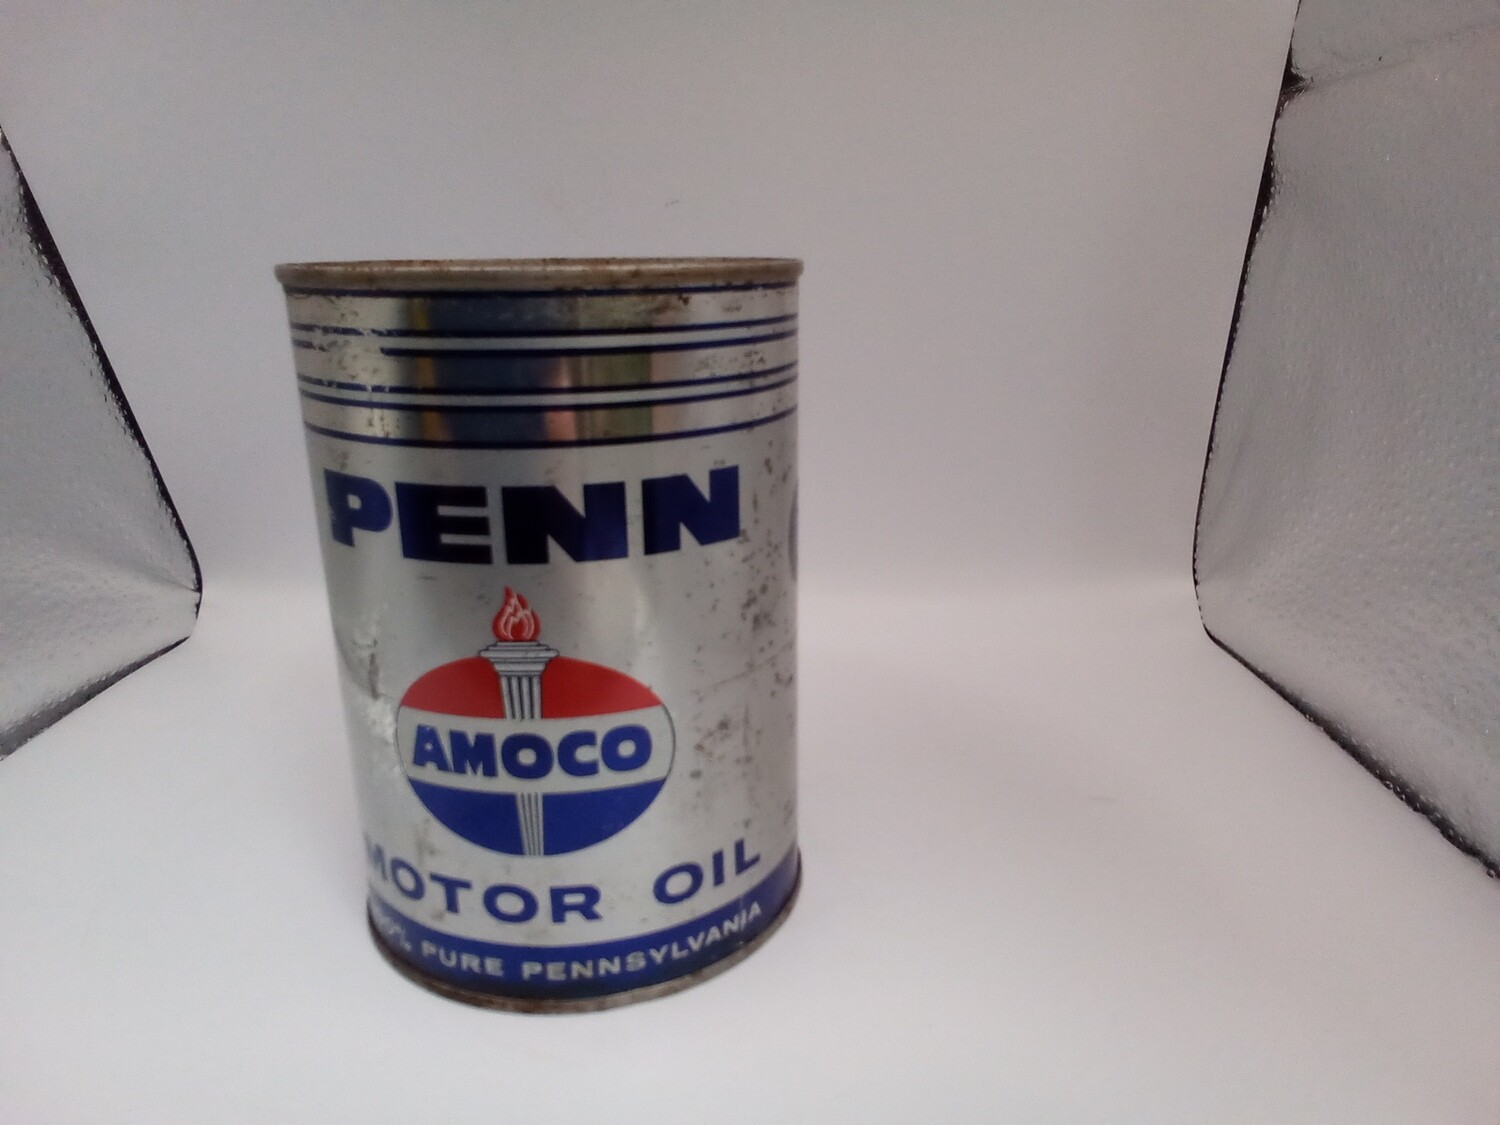 PENN
AMOCO
MOTOR OIL
PURE PENNSYLVANIA